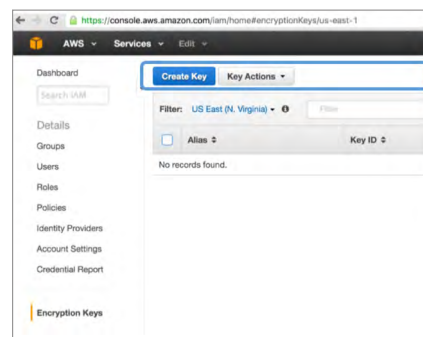 https://console.aws.amazon.com/iam/home#encryptionKeys/us-east-1
AWS Services Edit
Dashboard
Search IAM
Details
Groups
Users
Roles
Policies
Identity Providers
Account Settings
Credential Report
Encryption Keys
Create Key Key Actions
Filter: US East (N. Virginia) Filter
Alias Key ID
No records found.